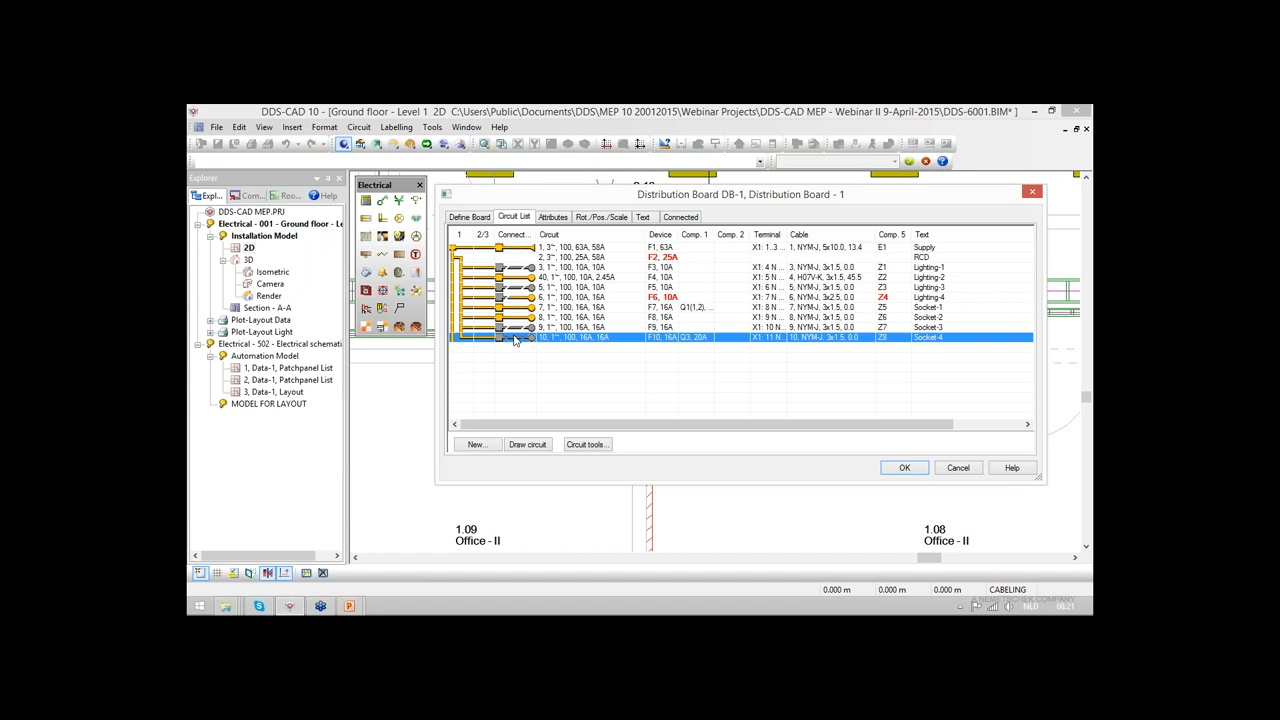 DDS-CAD 10 - [Ground floor - Level 1 2D C:\Users\Public\Documents\DDS\MEP 10 20012015\Webinar Projects\DDS-CAD MEP - Webinar II 9-April-2015\DDS-6001.BIM* ]
File Edit View Insert Format Circuit Labelling Tools Window Help
Explorer
Expl... Com... Roo... Help
DDS-CAD MEP.PRJ
Electrical - 001 - Ground floor - Le
Installation Model
2D
3D
Isometric
Camera
Render
Section - A-A
Plot-Layout Data
Plot-Layout Light
Electrical - 502 - Electrical schemati
Automation Model
1, Data-1, Patchpanel List
2, Data-1, Patchpanel List
3, Data-1, Layout
MODEL FOR LAYOUT
Electrical
Distribution Board DB-1, Distribution Board - 1
Define Board Circuit List Attributes Rot./Pos./Scale Text Connected
1 2/3 Connect... Circuit Device Comp. 1 Comp. 2 Terminal Cable Comp. 5 Text
1, 3~, 100, 63A, 58A F1, 63A X1: 1..3 ... 1, NYM-J, 5x10.0, 13.4 E1 Supply
2, 3~, 100, 25A, 58A F2, 25A RCD
3, 1~, 100, 10A, 10A F3, 10A X1: 4 N ... 3, NYM-J, 3x1.5, 0.0 Z1 Lighting-1
40, 1~, 100, 10A, 2.45A F4, 10A X1: 5 N ... 4, H07V-K, 3x1.5, 45.5 Z2 Lighting-2
5, 1~, 100, 10A, 10A F5, 10A X1: 6 N ... 5, NYM-J, 3x1.5, 0.0 Z3 Lighting-3
6, 1~, 100, 10A, 16A F6, 10A X1: 7 N ... 6, NYM-J, 3x2.5, 0.0 Z4 Lighting-4
7, 1~, 100, 16A, 16A F7, 16A Q1(1,2), ... X1: 8 N ... 7, NYM-J, 3x1.5, 0.0 Z5 Socket-1
8, 1~, 100, 16A, 16A F8, 16A X1: 9 N ... 8, NYM-J, 3x1.5, 0.0 Z6 Socket-2
9, 1~, 100, 16A, 16A F9, 16A X1: 10 N... 9, NYM-J, 3x1.5, 0.0 Z7 Socket-3
10, 1~, 100, 16A, 16A F10, 16A Q3, 20A X1: 11 N... 10, NYM-J, 3x1.5, 0.0 Z8 Socket-4
New... Draw circuit Circuit tools...
OK Cancel Help
1.09
Office - II
1.08
Office - II
0.000 m 0.000 m 0.000 m CABELING
A NEMETSCHEK COMPANY
NLD 08:21